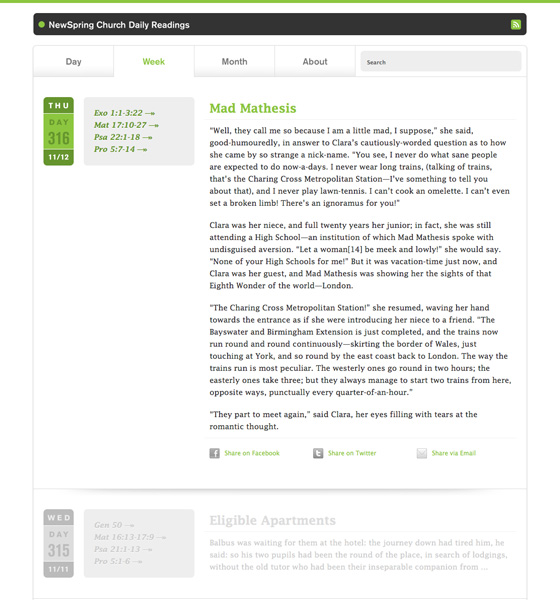 NewSpring Church Daily Readings
Day
Week
Month
About
Search
THU
DAY
316
11/12
Exo 1:1-3:22
Mat 17:10-27
Psa 22:1-18
Pro 5:7-14
Mad Mathesis
"Well, they call me so because I am a little mad, I suppose," she said,
good-humouredly, in answer to Clara's cautiously-worded question as to how
she came by so strange a nick-name. "You see, I never do what sane people
are expected to do now-a-days. I never wear long trains, (talking of trains,
that's the Charing Cross Metropolitan Station—I've something to tell you
about that), and I never play lawn-tennis. I can't cook an omelette. I can't even
set a broken limb! There's an ignoramus for you!"
Clara was her niece, and full twenty years her junior; in fact, she was still
attending a High School—an institution of which Mad Mathesis spoke with
undisguised aversion. "Let a woman[14] be meek and lowly!" she would say.
"None of your High Schools for me!" But it was vacation-time just now, and
Clara was her guest, and Mad Mathesis was showing her the sights of that
Eighth Wonder of the world—London.
"The Charing Cross Metropolitan Station!" she resumed, waving her hand
towards the entrance as if she were introducing her niece to a friend. "The
Bayswater and Birmingham Extension is just completed, and the trains now
run round and round continuously—skirting the border of Wales, just
touching at York, and so round by the east coast back to London. The way the
trains run is most peculiar. The westerly ones go round in two hours; the
easterly ones take three; but they always manage to start two trains from here,
opposite ways, punctually every quarter-of-an-hour."
"They part to meet again," said Clara, her eyes filling with tears at the
romantic thought.
Share on Facebook
Share on Twitter
Share via Email
WED
DAY
315
11/11
Gen 50
Mat 16:13-17:9
Psa 21:1-13
Pro 5:1-6
Eligible Apartments
Balbus was waiting for them at the hotel: the journey down had tired him, he
said: so his two pupils had been the round of the place, in search of lodgings,
without the old tutor who had been their inseparable companion from ...